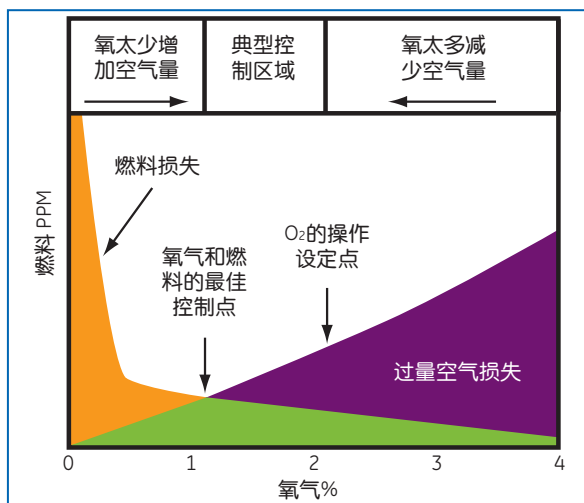 氧太少增
加空气量
典型控
制区域
氧太多减
少空气量
燃料损失
燃料 PPM
氧气和燃
料的最佳
控制点
O₂的操作
设定点
过量空气损失
0 1 2 3 4
氧气%